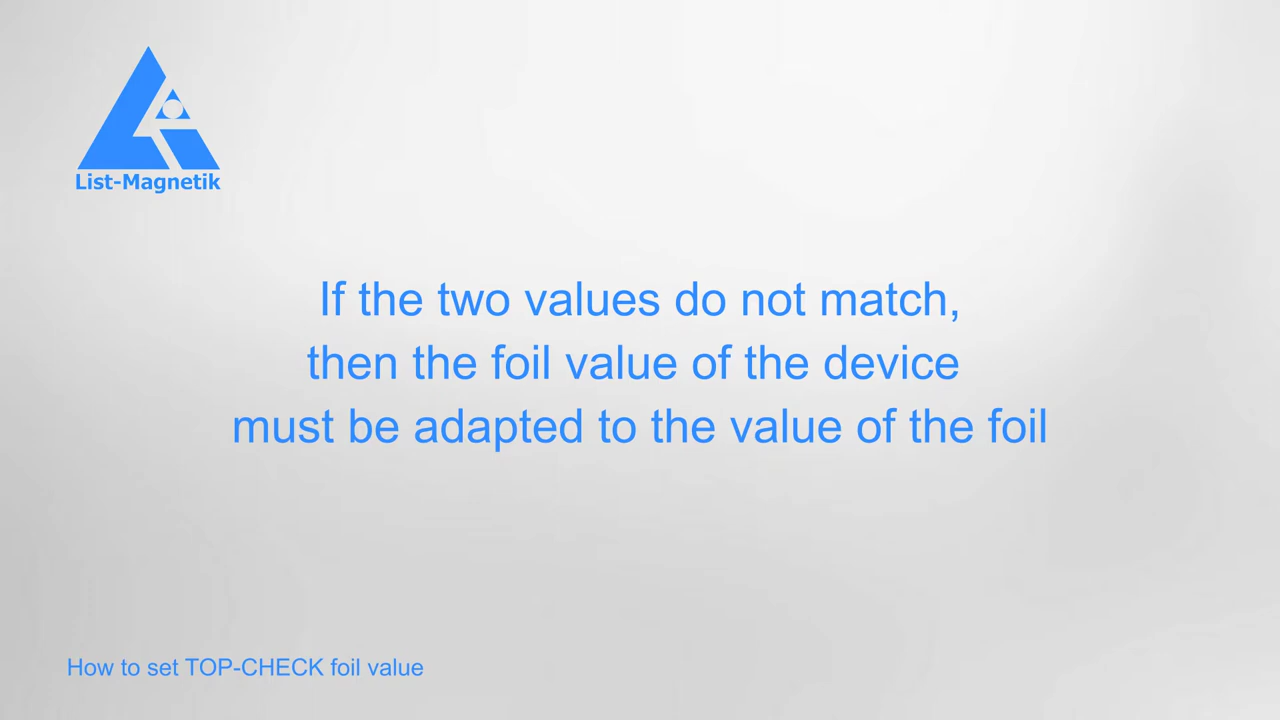 List-Magnetik
If the two values do not match,
then the foil value of the device
must be adapted to the value of the foil
How to set TOP-CHECK foil value